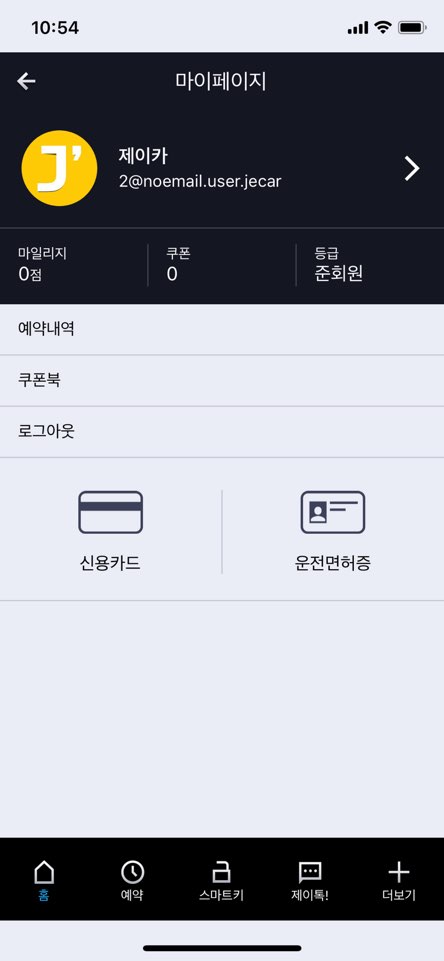 10:54
마이페이지
J’
제이카
2@noemail.user.jecar
마일리지
0점
쿠폰
0
등급
준회원
예약내역
쿠폰북
로그아웃
신용카드
운전면허증
홈
예약
스마트키
제이톡!
더보기